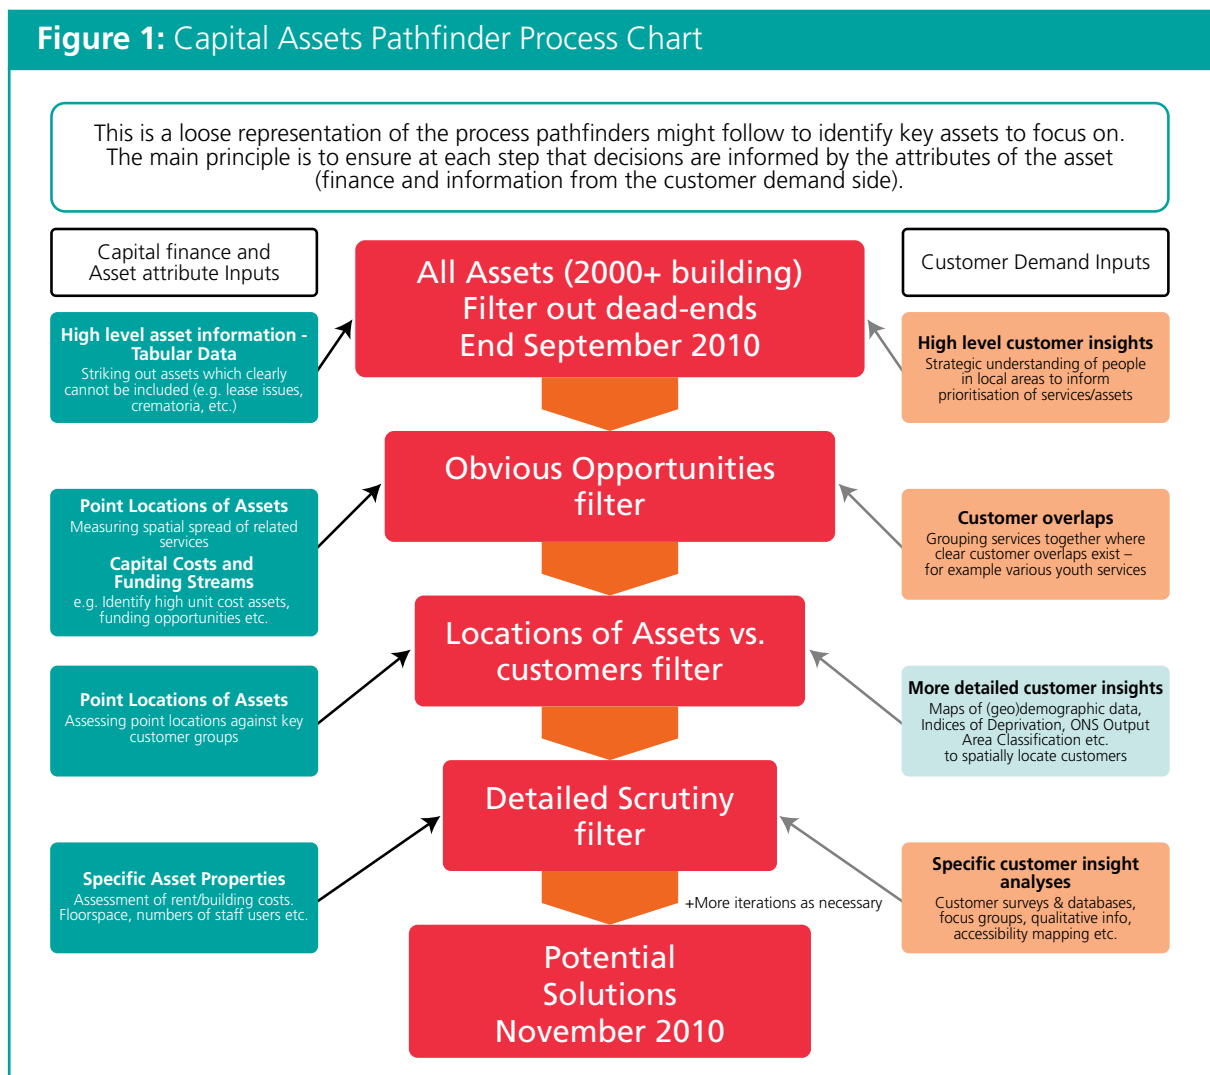 Figure 1: Capital Assets Pathfinder Process Chart
This is a loose representation of the process pathfinders might follow to identify key assets to focus on.
The main principle is to ensure at each step that decisions are informed by the attributes of the asset
(finance and information from the customer demand side).
Capital finance and
Asset attribute Inputs
Customer Demand Inputs
All Assets (2000+ building)
Filter out dead-ends
End September 2010
High level asset information -
Tabular Data
Striking out assets which clearly
cannot be included (e.g. lease issues,
crematoria, etc.)
High level customer insights
Strategic understanding of people
in local areas to inform
prioritisation of services/assets
Obvious Opportunities
filter
Point Locations of Assets
Measuring spatial spread of related
services
Capital Costs and
Funding Streams
e.g. Identify high unit cost assets,
funding opportunities etc.
Customer overlaps
Grouping services together where
clear customer overlaps exist –
for example various youth services
Locations of Assets vs.
customers filter
Point Locations of Assets
Assessing point locations against key
customer groups
More detailed customer insights
Maps of (geo)demographic data,
Indices of Deprivation, ONS Output
Area Classification etc.
to spatially locate customers
Detailed Scrutiny
filter
Specific Asset Properties
Assessment of rent/building costs.
Floorspace, numbers of staff users etc.
Specific customer insight
analyses
Customer surveys & databases,
focus groups, qualitative info,
accessibility mapping etc.
+More iterations as necessary
Potential
Solutions
November 2010